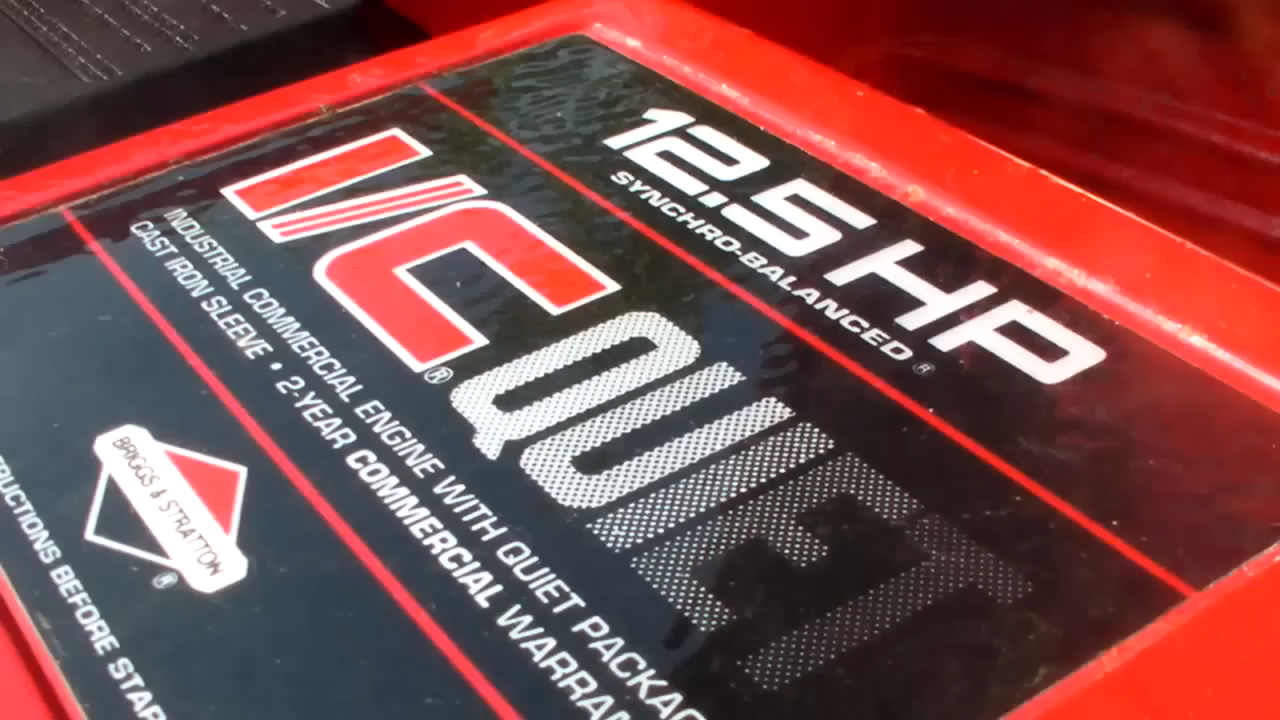 12.5 HP
SYNCHRO-BALANCED ®
I/C ® QUIET
INDUSTRIAL COMMERCIAL ENGINE WITH QUIET PACKAG
CAST IRON SLEEVE • 2-YEAR COMMERCIAL WARRAN
BRIGGS & STRATTON ®
TRUCTIONS BEFORE STAR